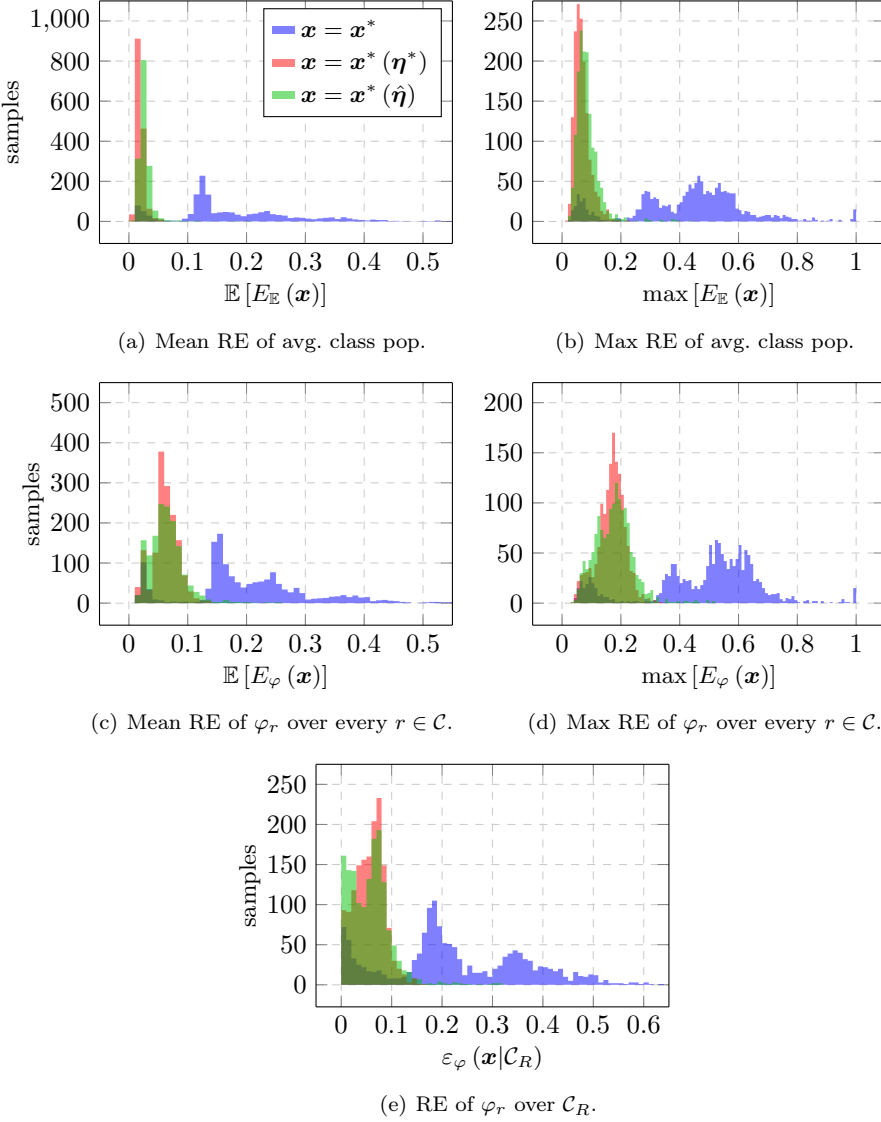 1,000
800
600
400
200
0
samples
x = x*
x = x* (η*)
x = x* (η̂)
0 0.1 0.2 0.3 0.4 0.5
𝔼 [E_𝔼 (x)]
(a) Mean RE of avg. class pop.
250
200
150
100
50
0
0 0.2 0.4 0.6 0.8 1
max [E_𝔼 (x)]
(b) Max RE of avg. class pop.
500
400
300
200
100
0
samples
0 0.1 0.2 0.3 0.4 0.5
𝔼 [E_φ (x)]
(c) Mean RE of φ_r over every r ∈ 𝒞.
200
150
100
50
0
0 0.2 0.4 0.6 0.8 1
max [E_φ (x)]
(d) Max RE of φ_r over every r ∈ 𝒞.
250
200
150
100
50
0
samples
0 0.1 0.2 0.3 0.4 0.5 0.6
ε_φ (x|𝒞_R)
(e) RE of φ_r over 𝒞_R.